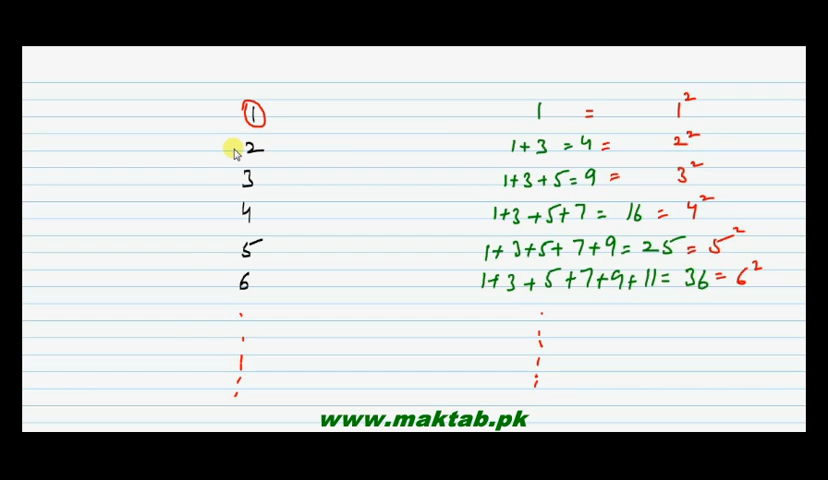 1 1 = 1²
2 1+3 = 4 = 2²
3 1+3+5 = 9 = 3²
4 1+3+5+7 = 16 = 4²
5 1+3+5+7+9 = 25 = 5²
6 1+3+5+7+9+11 = 36 = 6²
www.maktab.pk